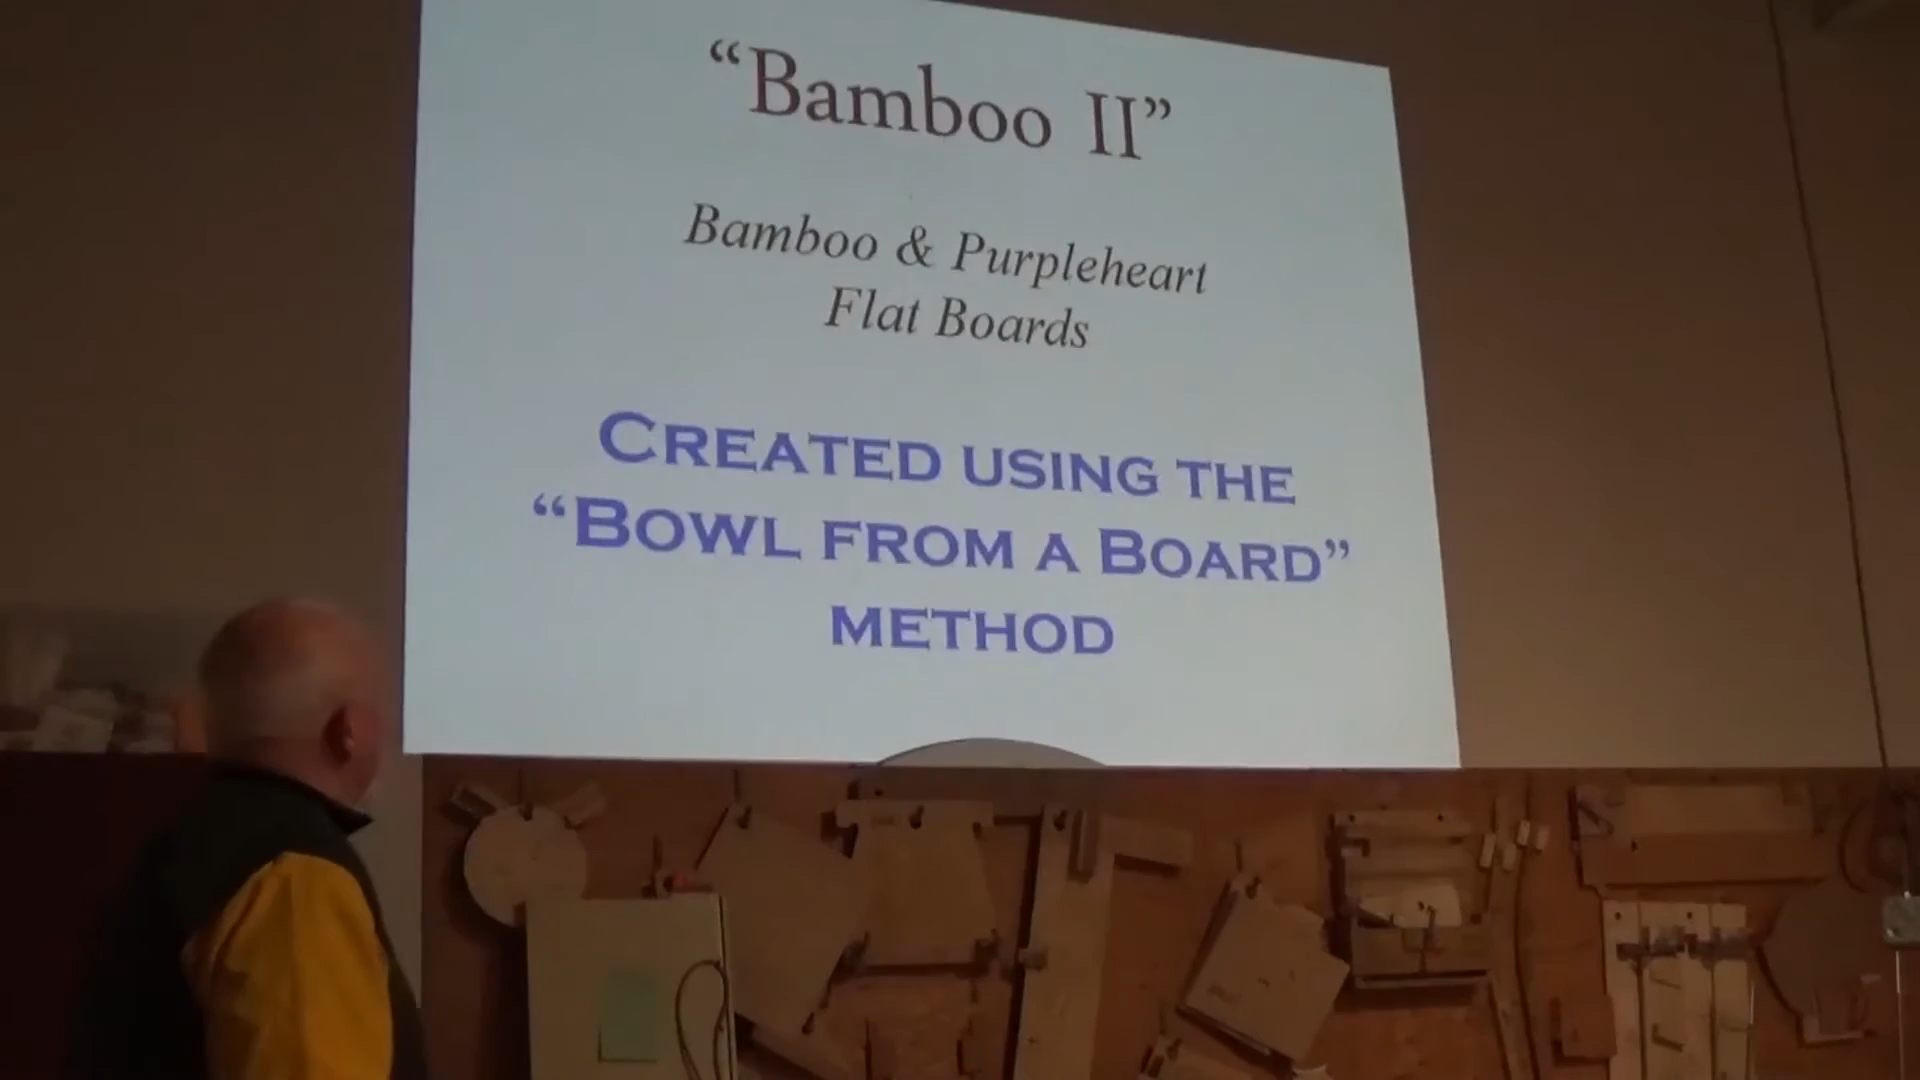 “Bamboo II”
Bamboo & Purpleheart
Flat Boards
CREATED USING THE
“BOWL FROM A BOARD”
METHOD